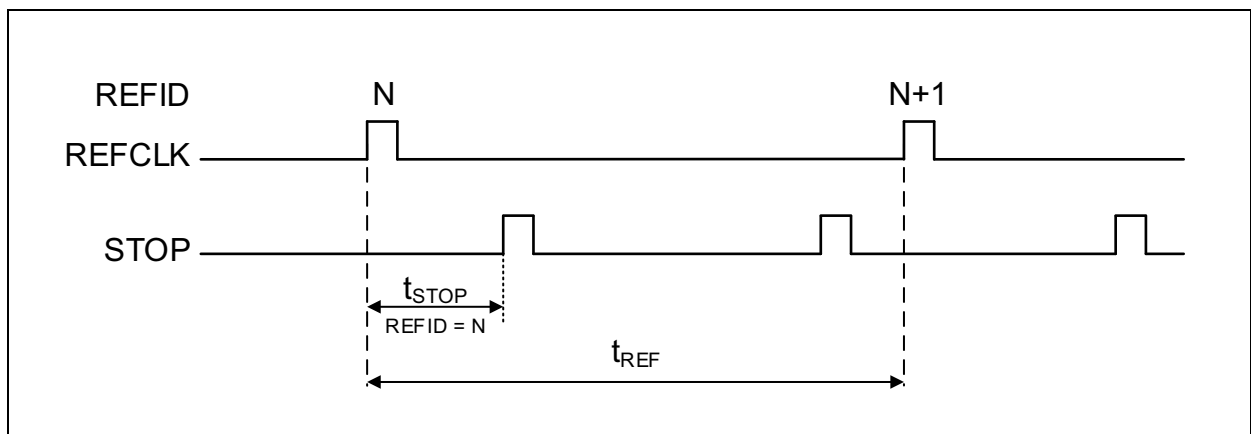 REFID N N+1
REFCLK
STOP
tSTOP
REFID = N
tREF